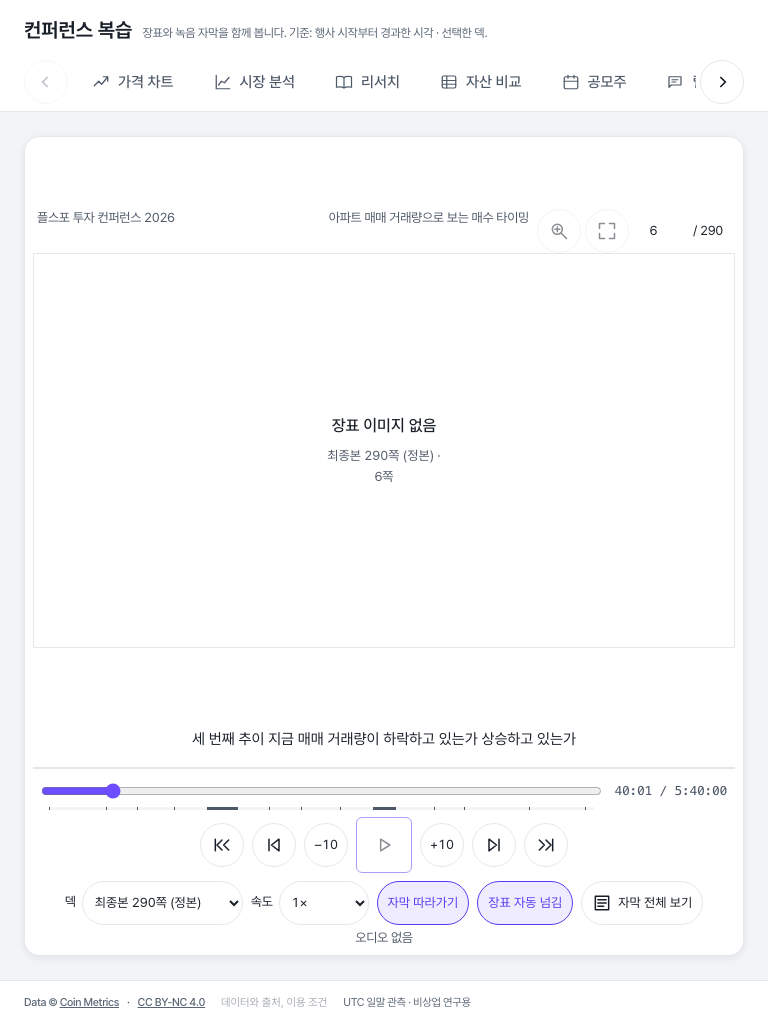 컨퍼런스 복습 장표와 녹음 자막을 함께 봅니다. 기준: 행사 시작부터 경과한 시각 · 선택한 덱.
가격 차트 시장 분석 리서치 자산 비교 공모주
플스포 투자 컨퍼런스 2026 아파트 매매 거래량으로 보는 매수 타이밍 6 / 290
장표 이미지 없음
최종본 290쪽 (정본) ·
6쪽
세 번째 추이 지금 매매 거래량이 하락하고 있는가 상승하고 있는가
40:01 / 5:40:00
−10 +10
덱 최종본 290쪽 (정본) 속도 1× 자막 따라가기 장표 자동 넘김 자막 전체 보기
오디오 없음
Data © Coin Metrics · CC BY-NC 4.0 데이터와 출처, 이용 조건 UTC 일말 관측 · 비상업 연구용